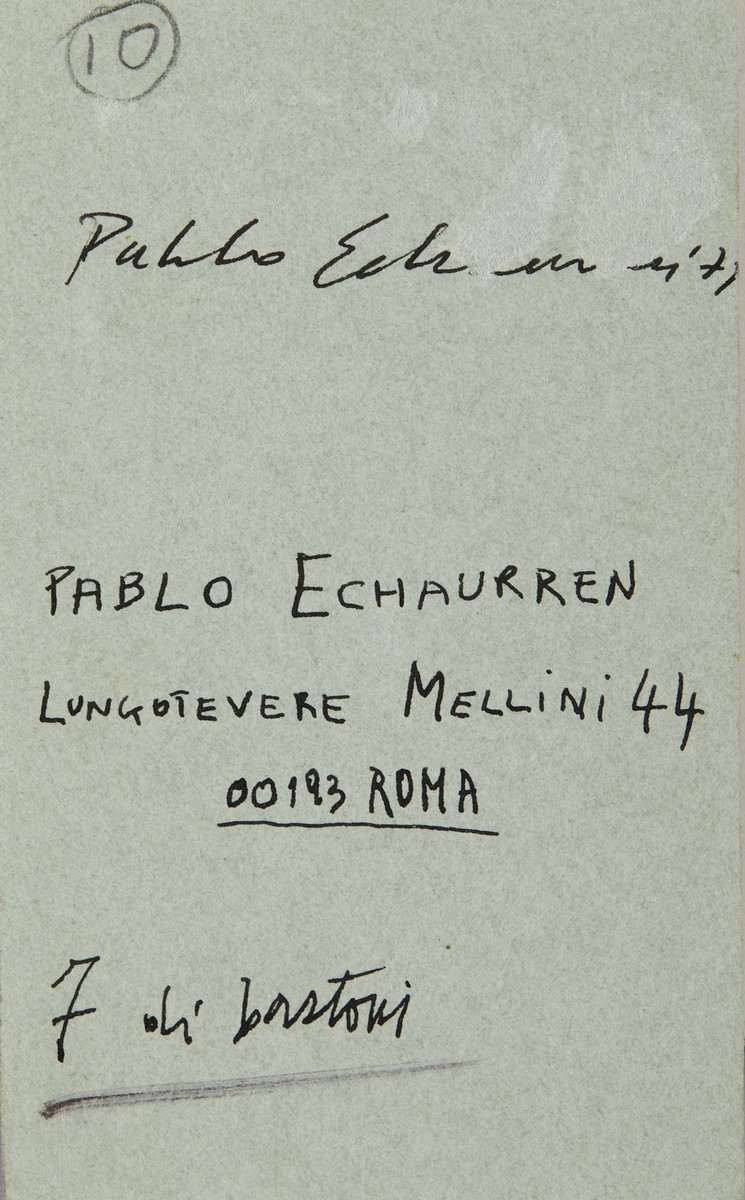 10
Pablo Echaurren
PABLO ECHAURREN
LUNGOTEVERE MELLINI 44
00193 ROMA
7 di bastoni